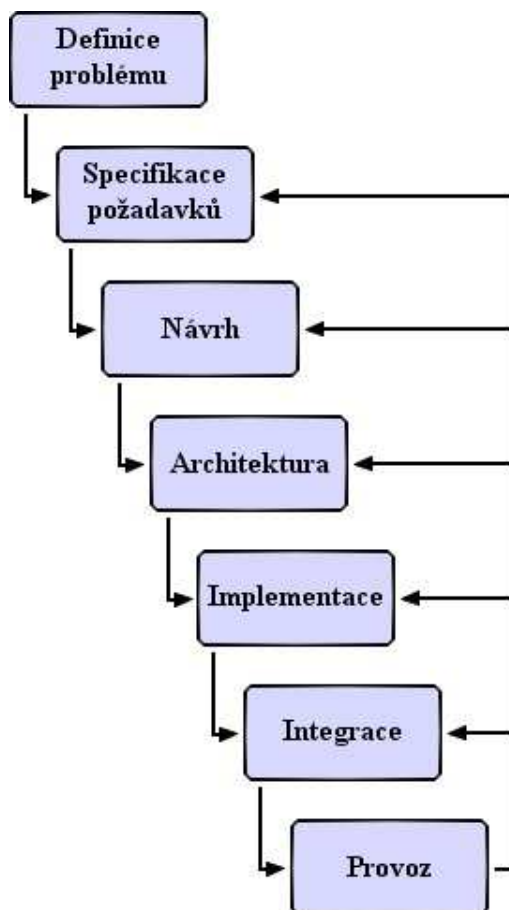 Definice
problému
Specifikace
požadavků
Návrh
Architektura
Implementace
Integrace
Provoz